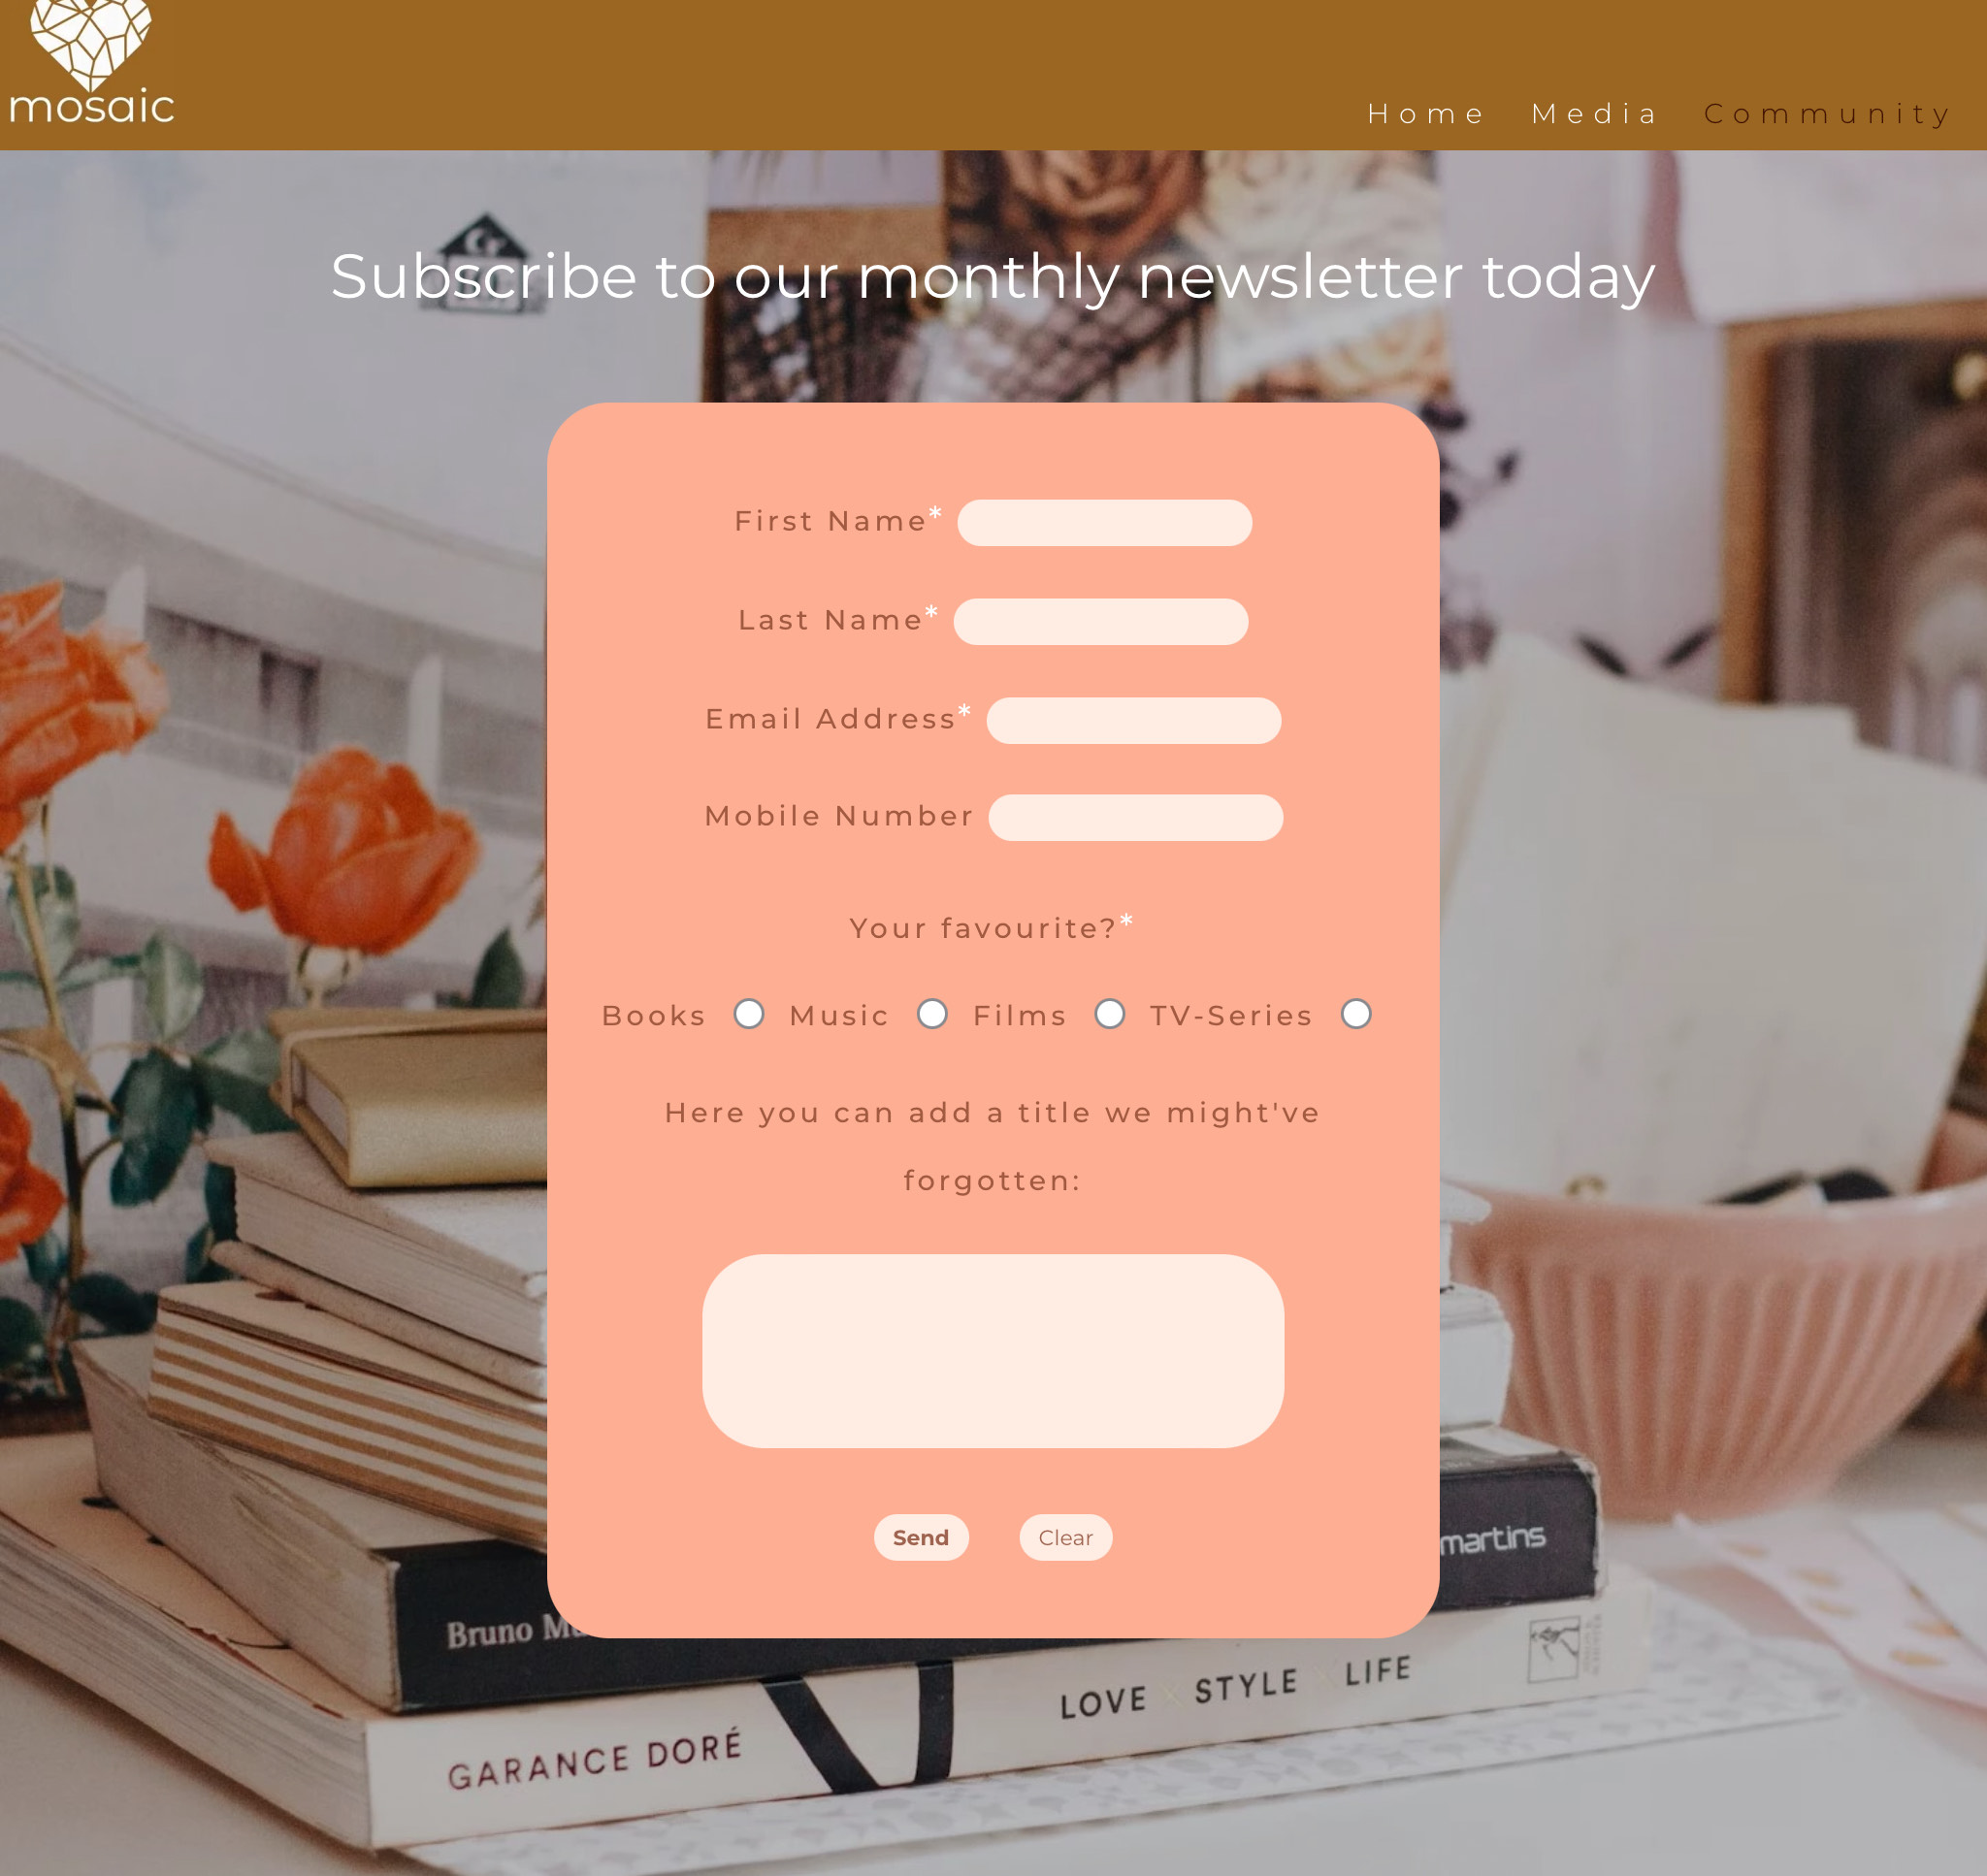 mosaic
Home Media Community
Subscribe to our monthly newsletter today
First Name*
Last Name*
Email Address*
Mobile Number
Your favourite?*
Books Music Films TV-Series
Here you can add a title we might've
forgotten:
Send Clear
martins
Bruno
LOVE × STYLE × LIFE
GARANCE DORÉ